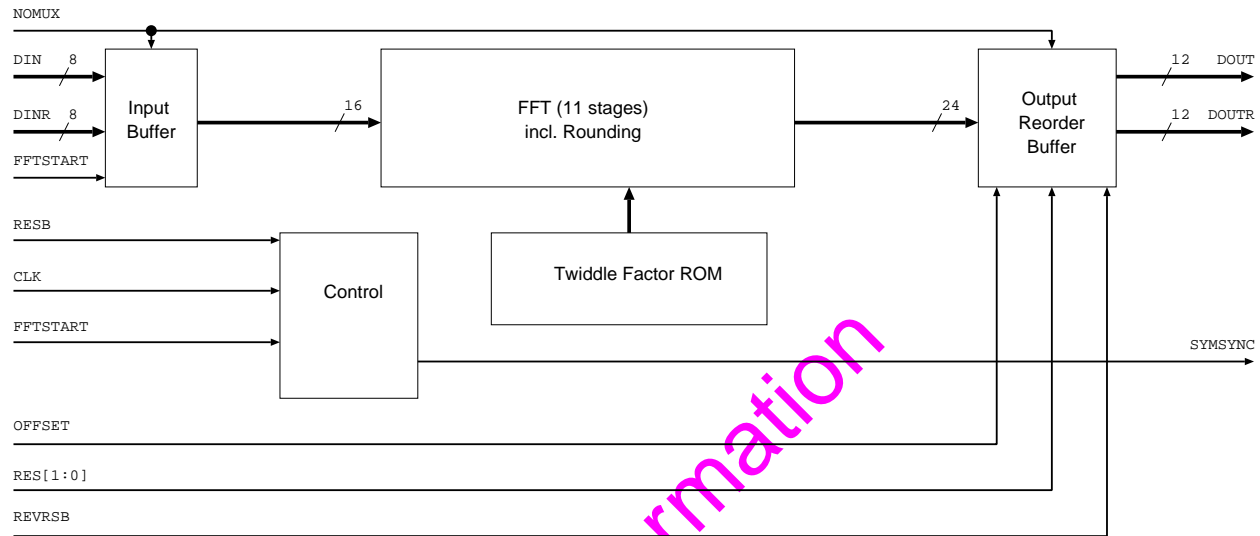 NOMUX
DIN 8
DINR 8
FFTSTART
Input
Buffer
16
FFT (11 stages)
incl. Rounding
24
Output
Reorder
Buffer
12 DOUT
12 DOUTR
RESB
CLK
FFTSTART
Control
Twiddle Factor ROM
SYMSYNC
OFFSET
RES[1:0]
REVRSB
rmation